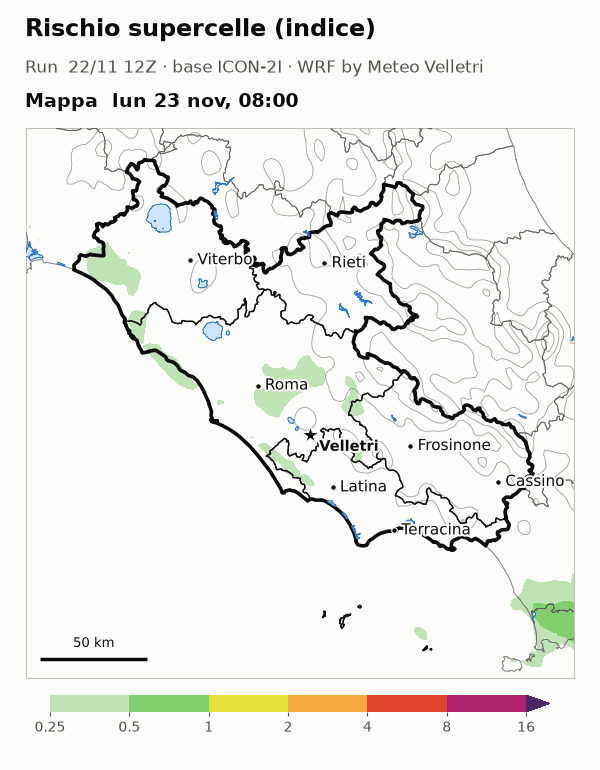 Rischio supercelle (indice)
Run  22/11 12Z · base ICON-2I · WRF by Meteo Velletri
Mappa  lun 23 nov, 08:00
Viterbo
Rieti
Roma
Velletri
Frosinone
Cassino
Latina
Terracina
50 km
0.25 0.5 1 2 4 8 16